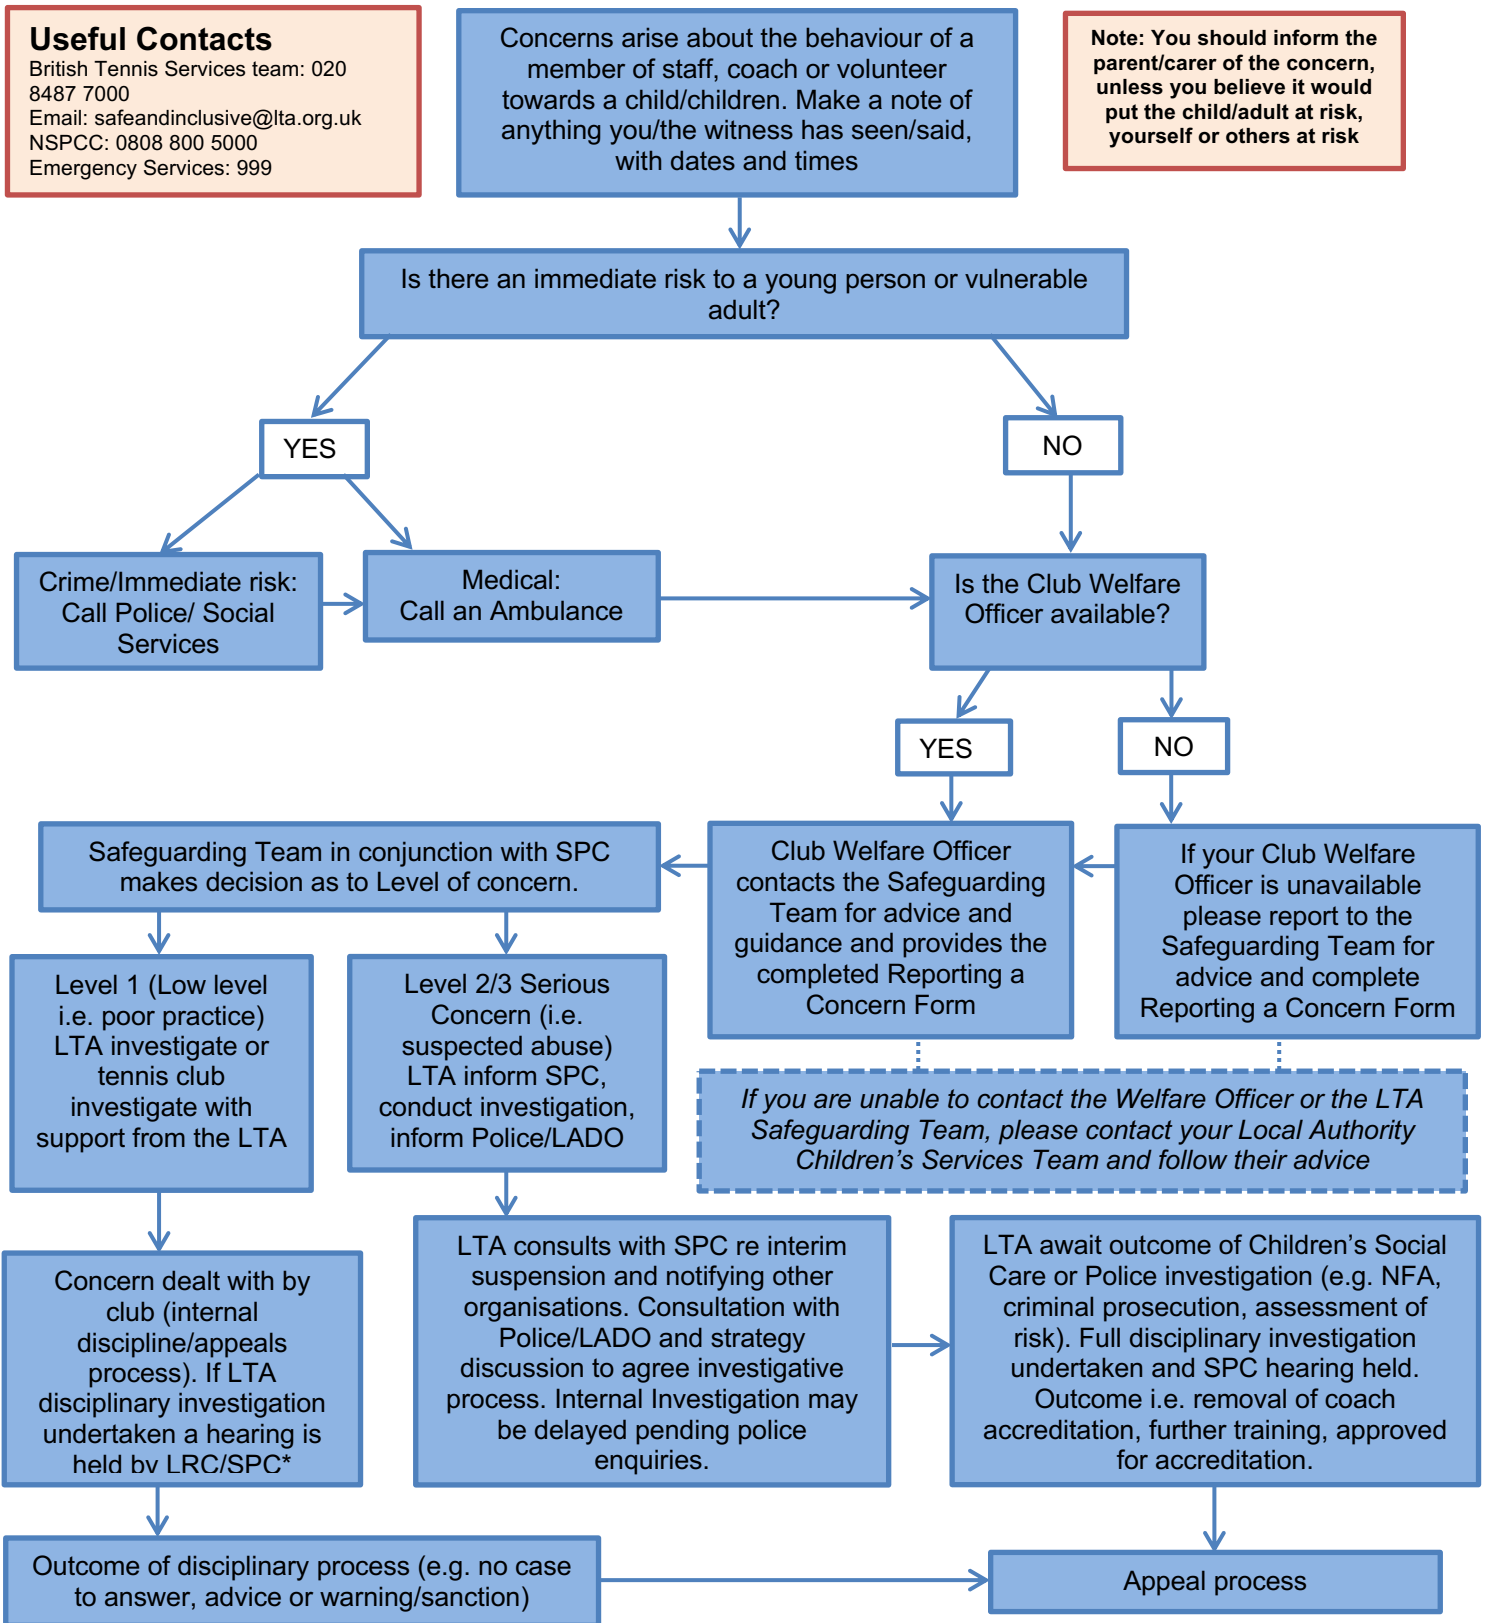 Useful Contacts
British Tennis Services team: 020
8487 7000
Email: safeandinclusive@lta.org.uk
NSPCC: 0808 800 5000
Emergency Services: 999
Concerns arise about the behaviour of a
member of staff, coach or volunteer
towards a child/children. Make a note of
anything you/the witness has seen/said,
with dates and times
Note: You should inform the
parent/carer of the concern,
unless you believe it would
put the child/adult at risk,
yourself or others at risk
Is there an immediate risk to a young person or vulnerable
adult?
YES
NO
Crime/Immediate risk:
Call Police/ Social
Services
Medical:
Call an Ambulance
Is the Club Welfare
Officer available?
YES
NO
Safeguarding Team in conjunction with SPC
makes decision as to Level of concern.
Club Welfare Officer
contacts the Safeguarding
Team for advice and
guidance and provides the
completed Reporting a
Concern Form
If your Club Welfare
Officer is unavailable
please report to the
Safeguarding Team for
advice and complete
Reporting a Concern Form
Level 1 (Low level
i.e. poor practice)
LTA investigate or
tennis club
investigate with
support from the LTA
Level 2/3 Serious
Concern (i.e.
suspected abuse)
LTA inform SPC,
conduct investigation,
inform Police/LADO
If you are unable to contact the Welfare Officer or the LTA
Safeguarding Team, please contact your Local Authority
Children's Services Team and follow their advice
Concern dealt with by
club (internal
discipline/appeals
process). If LTA
disciplinary investigation
undertaken a hearing is
held by LRC/SPC*
LTA consults with SPC re interim
suspension and notifying other
organisations. Consultation with
Police/LADO and strategy
discussion to agree investigative
process. Internal Investigation may
be delayed pending police
enquiries.
LTA await outcome of Children's Social
Care or Police investigation (e.g. NFA,
criminal prosecution, assessment of
risk). Full disciplinary investigation
undertaken and SPC hearing held.
Outcome i.e. removal of coach
accreditation, further training, approved
for accreditation.
Outcome of disciplinary process (e.g. no case
to answer, advice or warning/sanction)
Appeal process